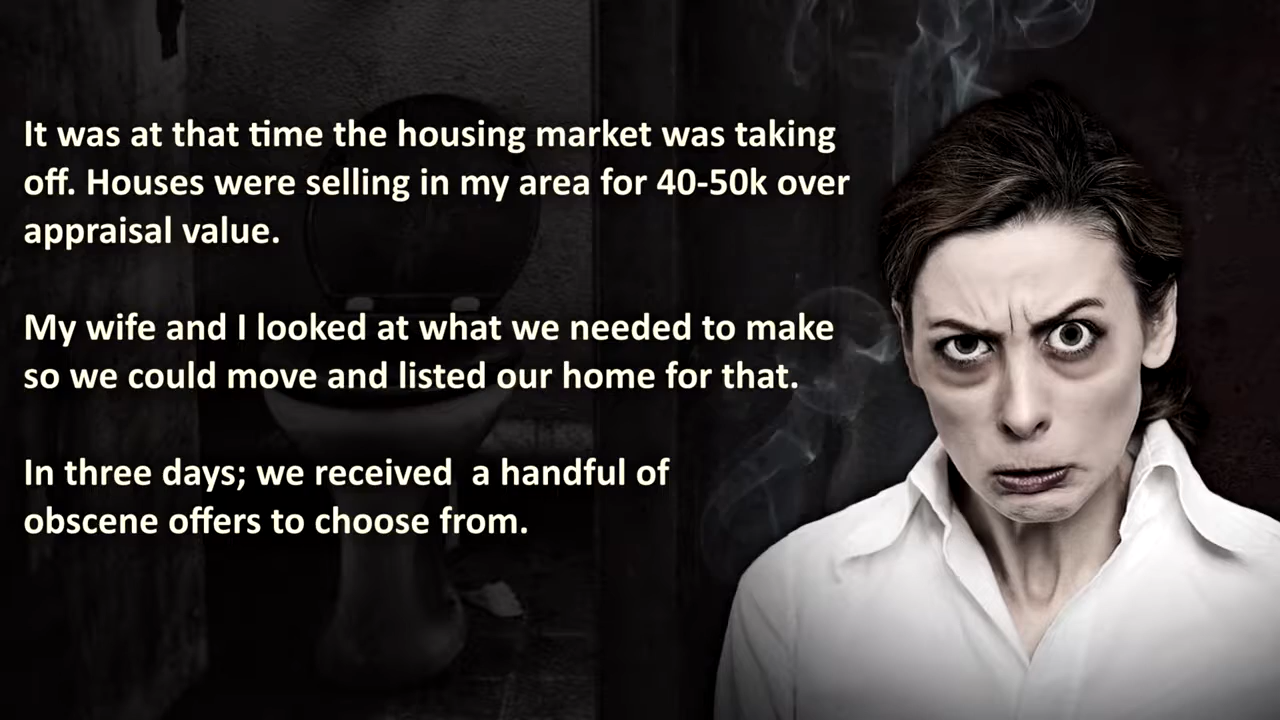 It was at that time the housing market was taking
off. Houses were selling in my area for 40-50k over
appraisal value.
My wife and I looked at what we needed to make
so we could move and listed our home for that.
In three days; we received  a handful of
obscene offers to choose from.